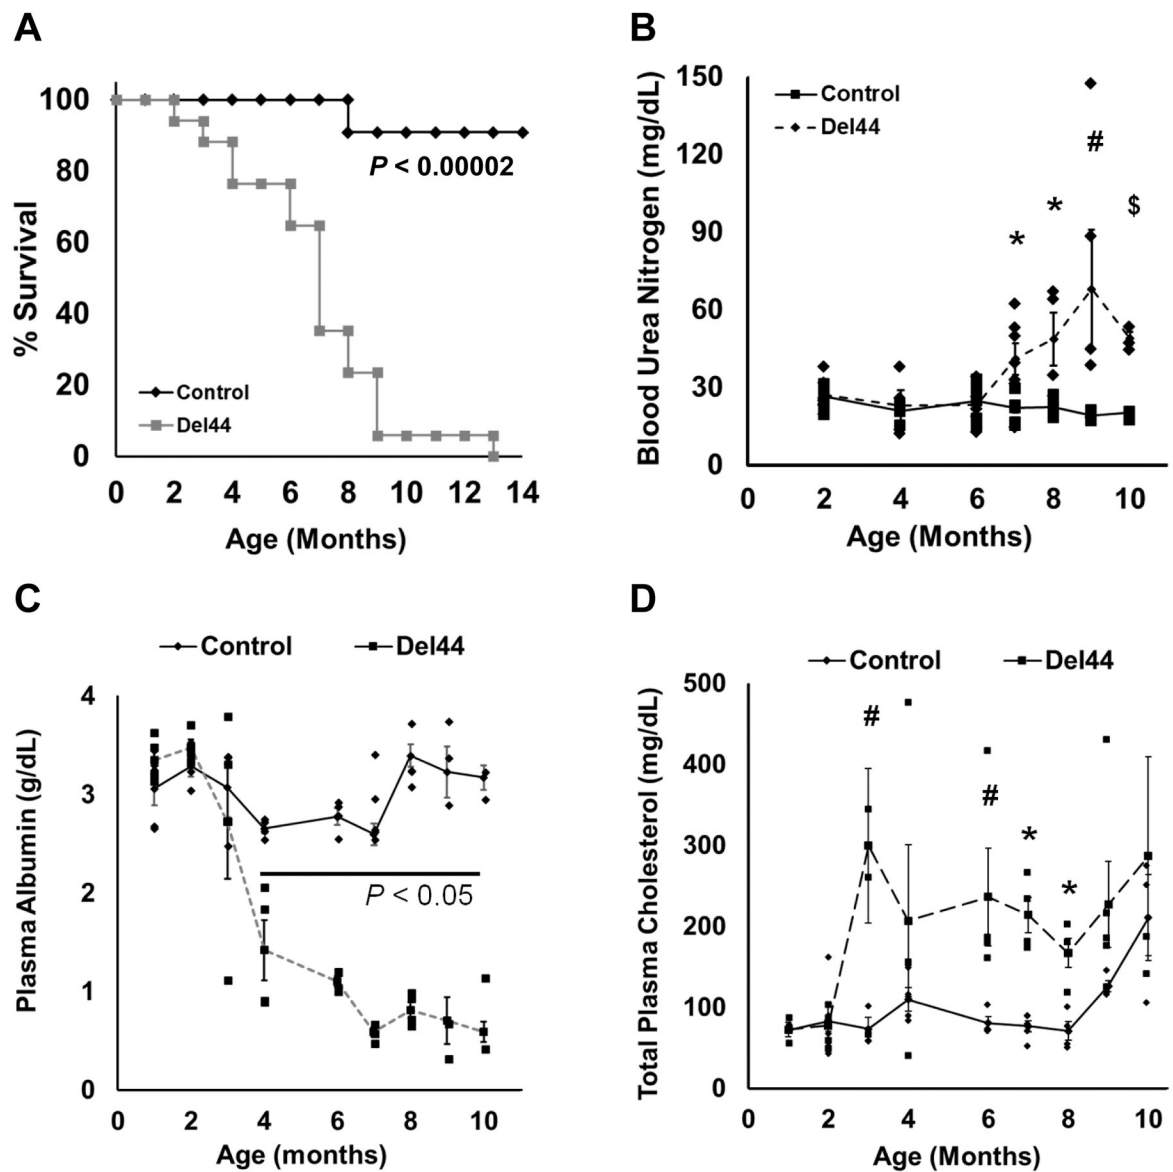 A
100
80
60
40
20
0
% Survival
P < 0.00002
Control
Del44
0 2 4 6 8 10 12 14
Age (Months)
B
150
120
90
60
30
0
Blood Urea Nitrogen (mg/dL)
Control
Del44
* * # $
0 2 4 6 8 10
Age (Months)
C
Control Del44
4
3
2
1
0
Plasma Albumin (g/dL)
P < 0.05
0 2 4 6 8 10
Age (months)
D
Control Del44
500
400
300
200
100
0
Total Plasma Cholesterol (mg/dL)
# # * *
0 2 4 6 8 10
Age (Months)